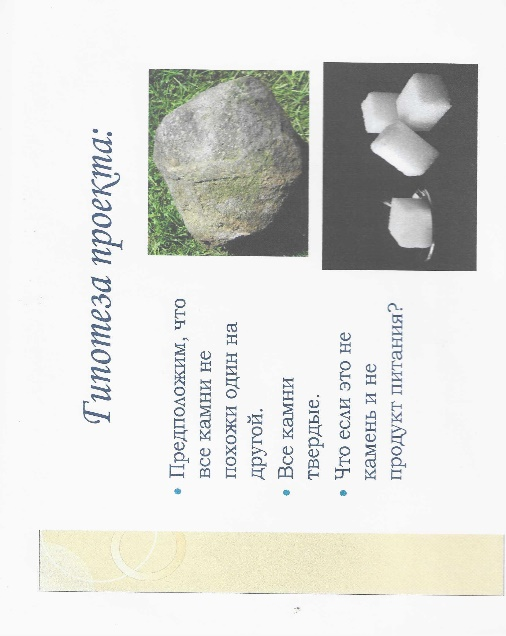 Гипотеза проекта:
• Предположим, что
все камни не
похожи один на
другой.
• Все камни
твердые.
• Что если это не
камень и не
продукт питания?